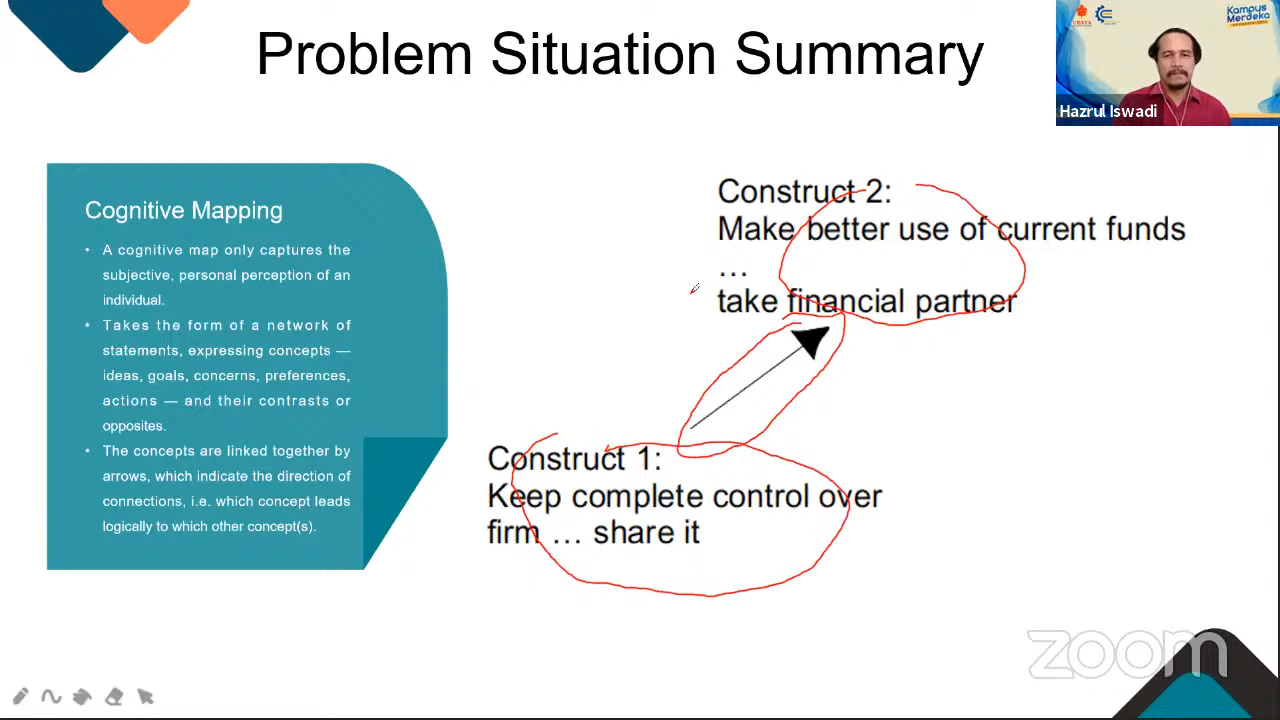 Problem Situation Summary
UBAYA
Kampus
Merdeka
Hazrul Iswadi
Cognitive Mapping
• A cognitive map only captures the
subjective, personal perception of an
individual.
• Takes the form of a network of
statements, expressing concepts —
ideas, goals, concerns, preferences,
actions — and their contrasts or
opposites.
• The concepts are linked together by
arrows, which indicate the direction of
connections, i.e. which concept leads
logically to which other concept(s).
Construct 2:
Make better use of current funds
…
take financial partner
Construct 1:
Keep complete control over
firm … share it
zoom